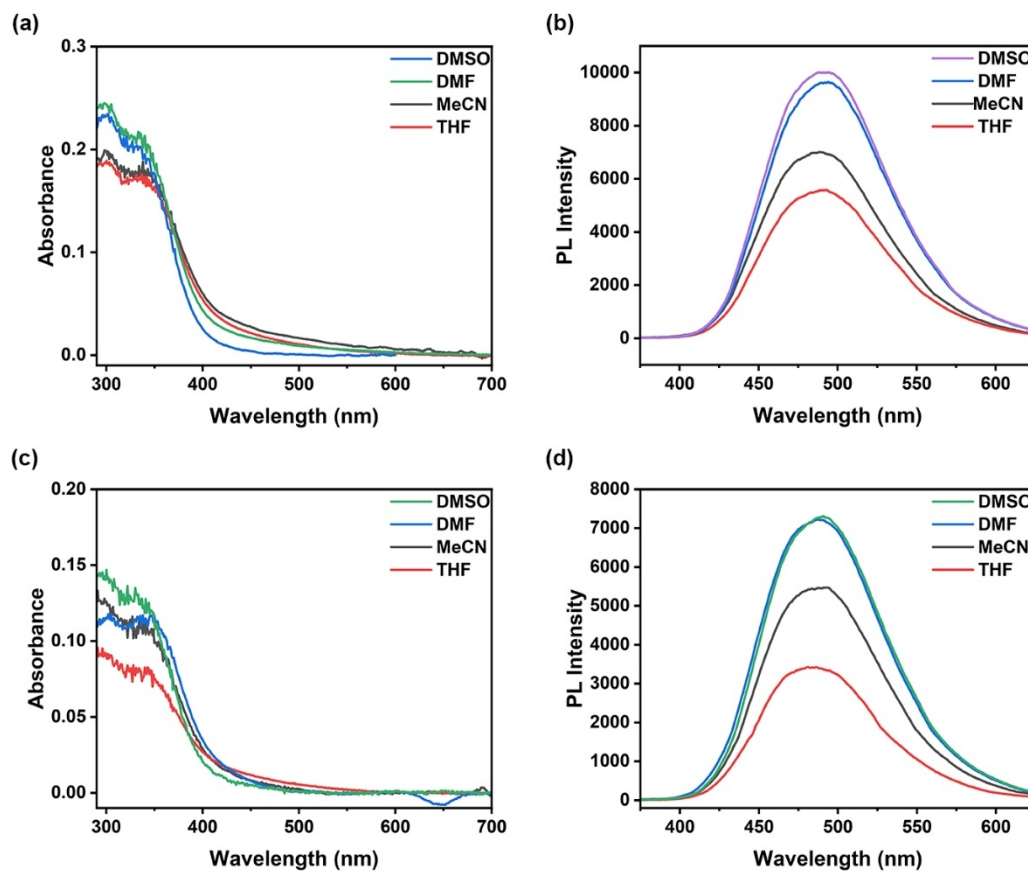 (a)
0.3
0.2
0.1
0.0
Absorbance
DMSO
DMF
MeCN
THF
300 400 500 600 700
Wavelength (nm)
(b)
10000
8000
6000
4000
2000
0
PL Intensity
DMSO
DMF
MeCN
THF
400 450 500 550 600
Wavelength (nm)
(c)
0.20
0.15
0.10
0.05
0.00
Absorbance
DMSO
DMF
MeCN
THF
300 400 500 600 700
Wavelength (nm)
(d)
8000
7000
6000
5000
4000
3000
2000
1000
0
PL Intensity
DMSO
DMF
MeCN
THF
400 450 500 550 600
Wavelength (nm)